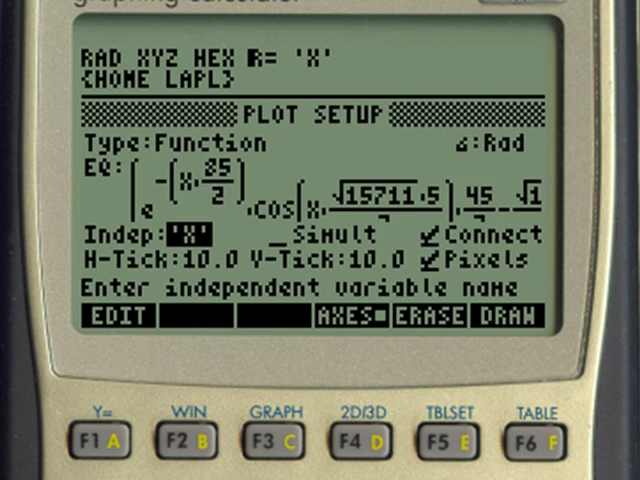 graphing calculator
RAD XYZ HEX R= 'X'
{HOME LAPL}
PLOT SETUP
Type:Function ∡:Rad
EQ: e -(X·85/2) ·COS(X·√15711·5 ) · 45 - √1
Indep:'X' _Simult ✓Connect
H-Tick:10.0 V-Tick:10.0 ✓Pixels
Enter independent variable name
EDIT AXES■ ERASE DRAW
Y= WIN GRAPH 2D/3D TBLSET TABLE
F1 A F2 B F3 C F4 D F5 E F6 F